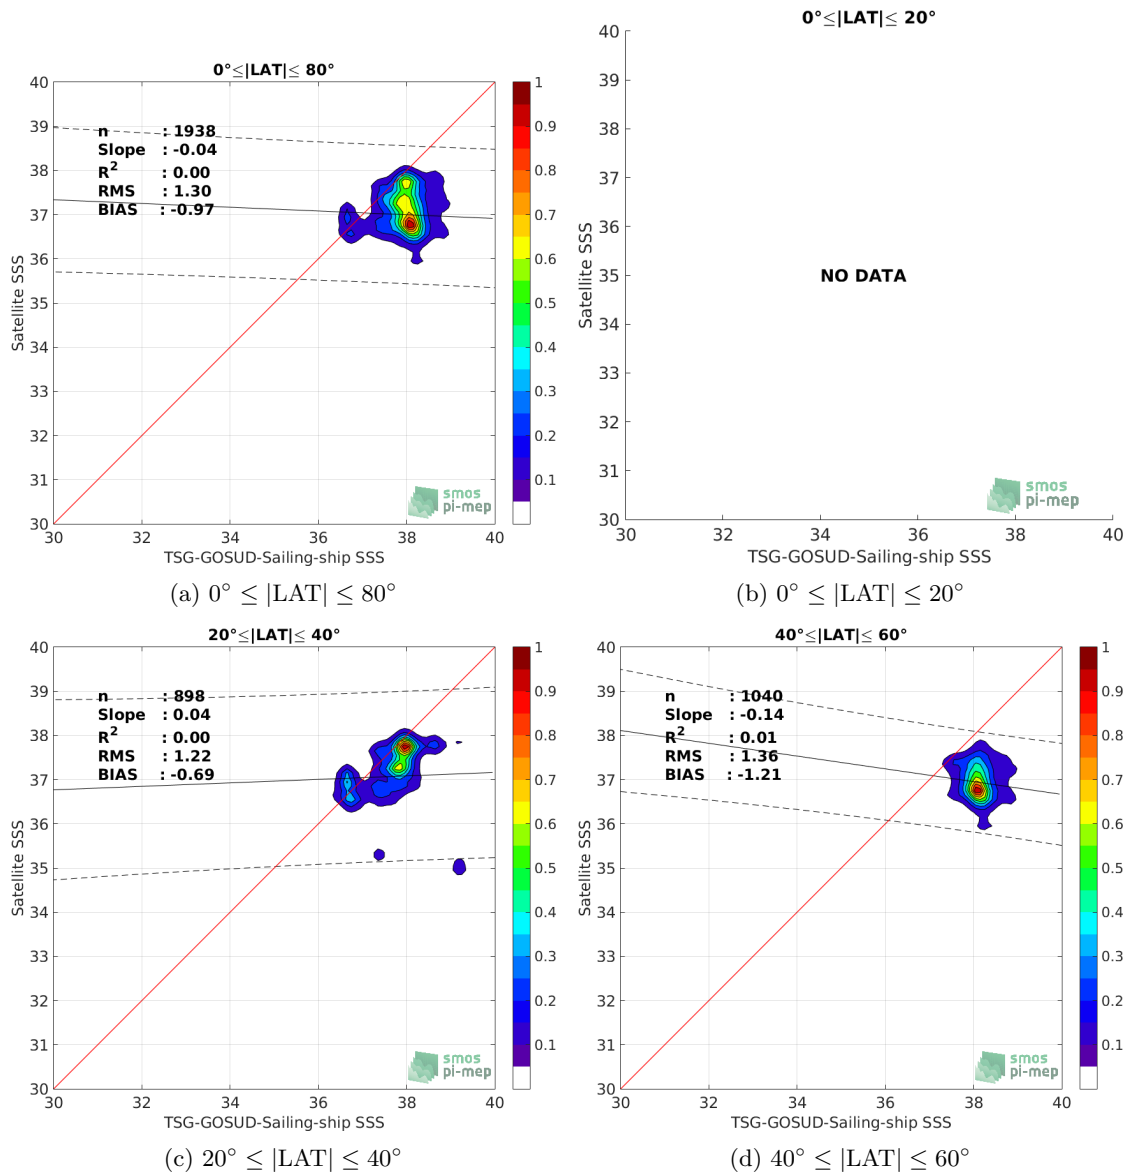 0°≤|LAT|≤ 80°
40
39
38
37
36
35
34
33
32
31
30
Satellite SSS
n : 1938
Slope : -0.04
R2 : 0.00
RMS : 1.30
BIAS : -0.97
1
0.9
0.8
0.7
0.6
0.5
0.4
0.3
0.2
0.1
smos
pi-mep
30 32 34 36 38 40
TSG-GOSUD-Sailing-ship SSS
(a) 0° ≤ |LAT| ≤ 80°
0°≤|LAT|≤ 20°
40
39
38
37
36
35
34
33
32
31
30
Satellite SSS
NO DATA
smos
pi-mep
30 32 34 36 38 40
TSG-GOSUD-Sailing-ship SSS
(b) 0° ≤ |LAT| ≤ 20°
20°≤|LAT|≤ 40°
40
39
38
37
36
35
34
33
32
31
30
Satellite SSS
n : 898
Slope : 0.04
R2 : 0.00
RMS : 1.22
BIAS : -0.69
1
0.9
0.8
0.7
0.6
0.5
0.4
0.3
0.2
0.1
smos
pi-mep
30 32 34 36 38 40
TSG-GOSUD-Sailing-ship SSS
(c) 20° ≤ |LAT| ≤ 40°
40°≤|LAT|≤ 60°
40
39
38
37
36
35
34
33
32
31
30
Satellite SSS
n : 1040
Slope : -0.14
R2 : 0.01
RMS : 1.36
BIAS : -1.21
1
0.9
0.8
0.7
0.6
0.5
0.4
0.3
0.2
0.1
smos
pi-mep
30 32 34 36 38 40
TSG-GOSUD-Sailing-ship SSS
(d) 40° ≤ |LAT| ≤ 60°